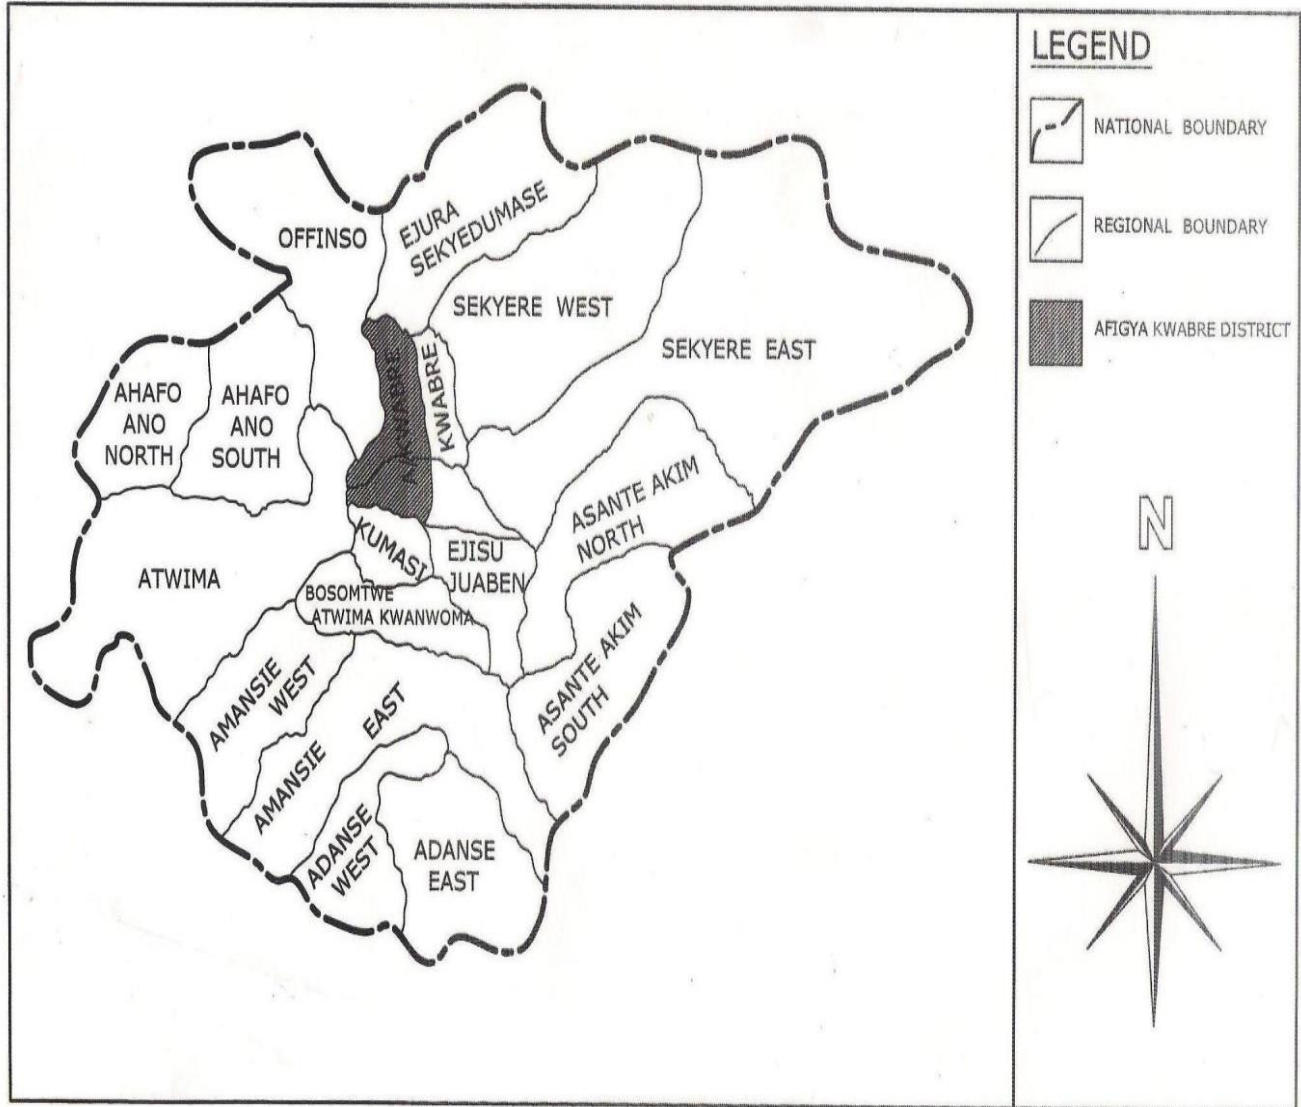 LEGEND
NATIONAL BOUNDARY
REGIONAL BOUNDARY
AFIGYA KWABRE DISTRICT
N
OFFINSO
EJURA
SEKYEDUMASE
SEKYERE WEST
SEKYERE EAST
AHAFO
ANO
NORTH
AHAFO
ANO
SOUTH
KWABRE
KWABRE
ASANTE AKIM
NORTH
KUMASI
EJISU
JUABEN
ATWIMA
BOSOMTWE
ATWIMA KWANWOMA
AMANSIE
WEST
AMANSIE EAST
ASANTE AKIM
SOUTH
ADANSE
WEST
ADANSE
EAST